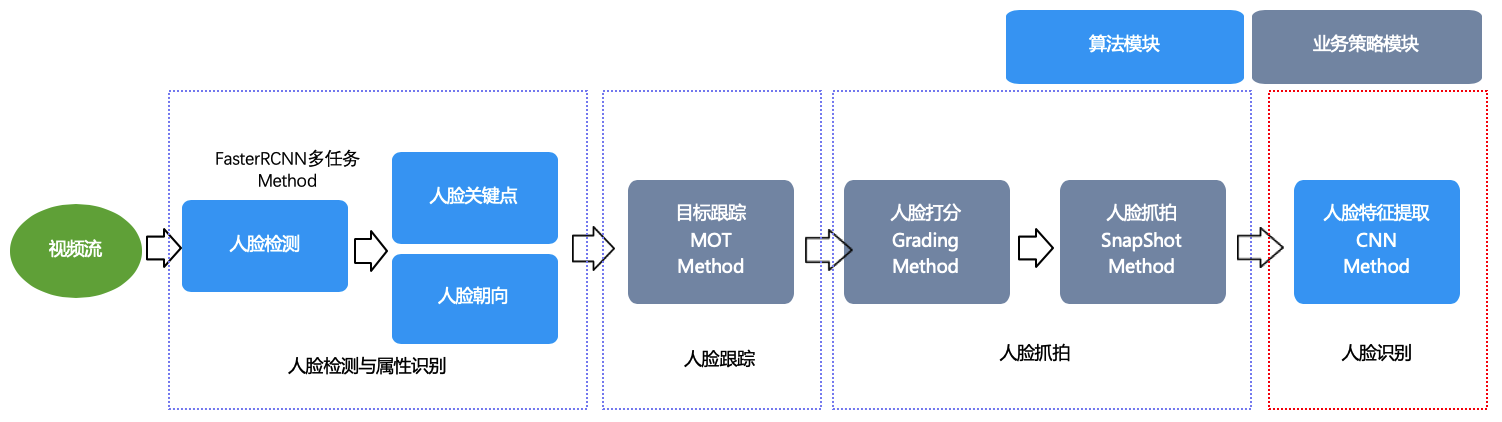 算法模块
业务策略模块
FasterRCNN多任务
Method
视频流
人脸检测
人脸关键点
人脸朝向
人脸检测与属性识别
目标跟踪
MOT
Method
人脸跟踪
人脸打分
Grading
Method
人脸抓拍
SnapShot
Method
人脸抓拍
人脸特征提取
CNN
Method
人脸识别